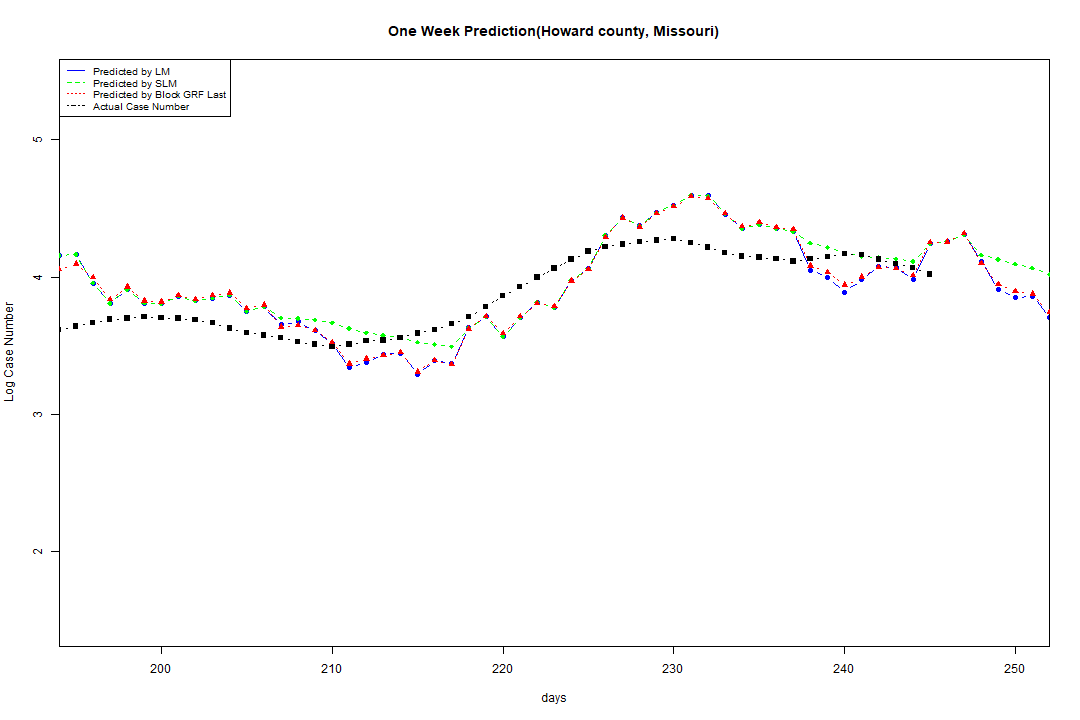 One Week Prediction(Howard county, Missouri)
Predicted by LM
Predicted by SLM
Predicted by Block GRF Last
Actual Case Number
5
4
3
2
Log Case Number
200 210 220 230 240 250
days